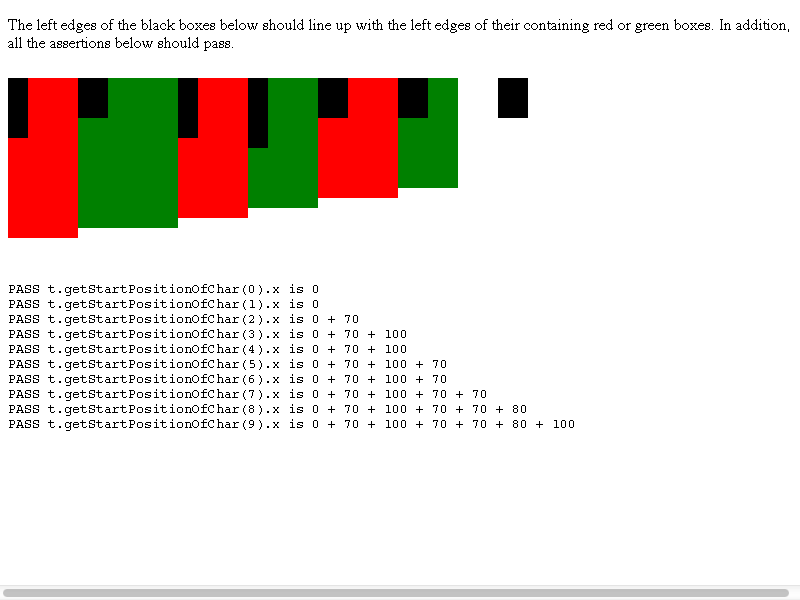 The left edges of the black boxes below should line up with the left edges of their containing red or green boxes. In addition,
all the assertions below should pass.
PASS t.getStartPositionOfChar(0).x is 0
PASS t.getStartPositionOfChar(1).x is 0
PASS t.getStartPositionOfChar(2).x is 0 + 70
PASS t.getStartPositionOfChar(3).x is 0 + 70 + 100
PASS t.getStartPositionOfChar(4).x is 0 + 70 + 100
PASS t.getStartPositionOfChar(5).x is 0 + 70 + 100 + 70
PASS t.getStartPositionOfChar(6).x is 0 + 70 + 100 + 70
PASS t.getStartPositionOfChar(7).x is 0 + 70 + 100 + 70 + 70
PASS t.getStartPositionOfChar(8).x is 0 + 70 + 100 + 70 + 70 + 80
PASS t.getStartPositionOfChar(9).x is 0 + 70 + 100 + 70 + 70 + 80 + 100